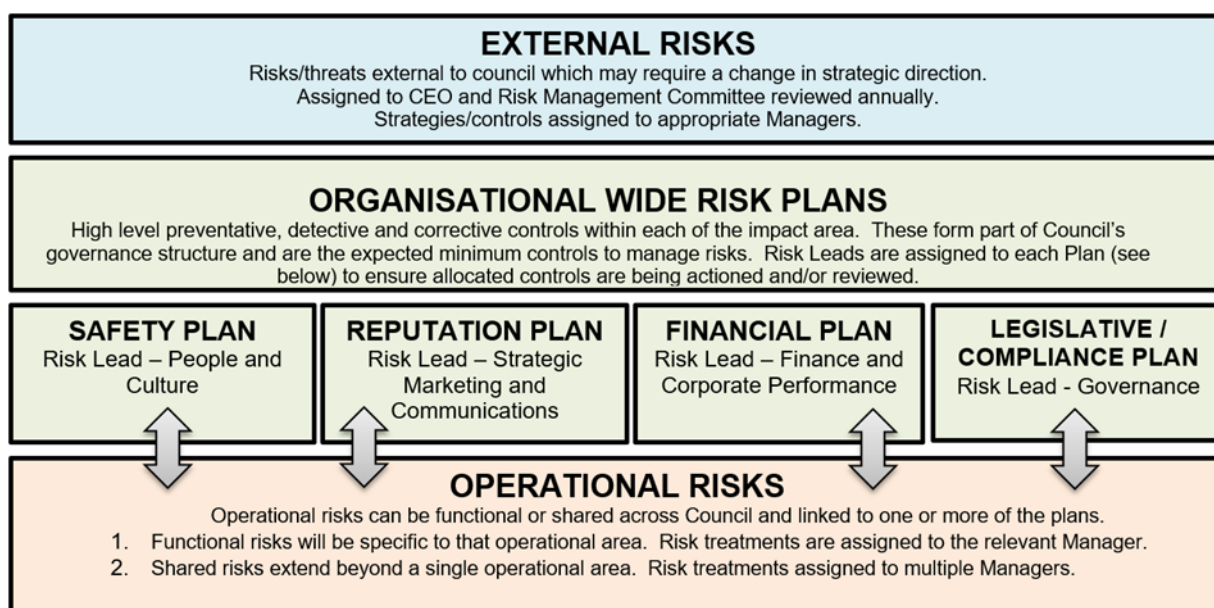 EXTERNAL RISKS
Risks/threats external to council which may require a change in strategic direction.
Assigned to CEO and Risk Management Committee reviewed annually.
Strategies/controls assigned to appropriate Managers.
ORGANISATIONAL WIDE RISK PLANS
High level preventative, detective and corrective controls within each of the impact area. These form part of Council's
governance structure and are the expected minimum controls to manage risks. Risk Leads are assigned to each Plan (see
below) to ensure allocated controls are being actioned and/or reviewed.
SAFETY PLAN
Risk Lead – People and
Culture
REPUTATION PLAN
Risk Lead – Strategic
Marketing and
Communications
FINANCIAL PLAN
Risk Lead – Finance and
Corporate Performance
LEGISLATIVE /
COMPLIANCE PLAN
Risk Lead - Governance
OPERATIONAL RISKS
Operational risks can be functional or shared across Council and linked to one or more of the plans.
1. Functional risks will be specific to that operational area. Risk treatments are assigned to the relevant Manager.
2. Shared risks extend beyond a single operational area. Risk treatments assigned to multiple Managers.